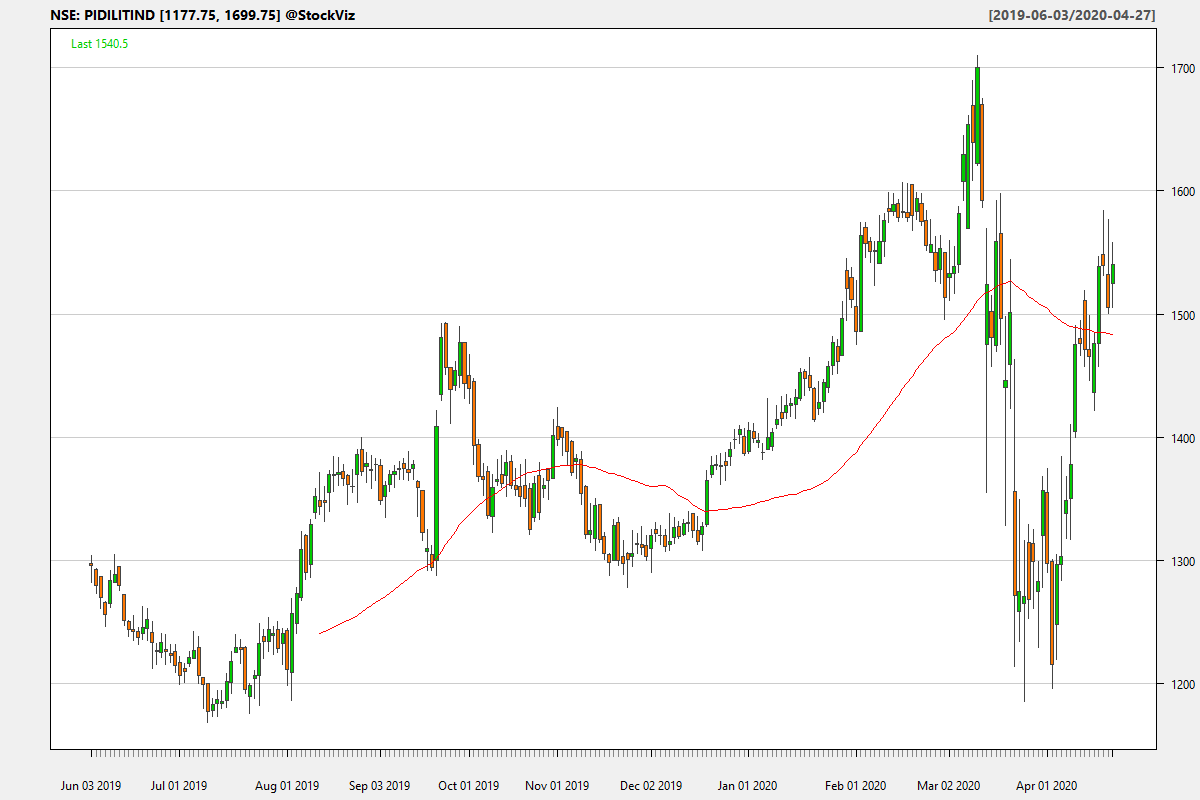 NSE: PIDILITIND [1177.75, 1699.75] @StockViz
[2019-06-03/2020-04-27]
Last 1540.5
1700
1600
1500
1400
1300
1200
Jun 03 2019 Jul 01 2019 Aug 01 2019 Sep 03 2019 Oct 01 2019 Nov 01 2019 Dec 02 2019 Jan 01 2020 Feb 01 2020 Mar 02 2020 Apr 01 2020